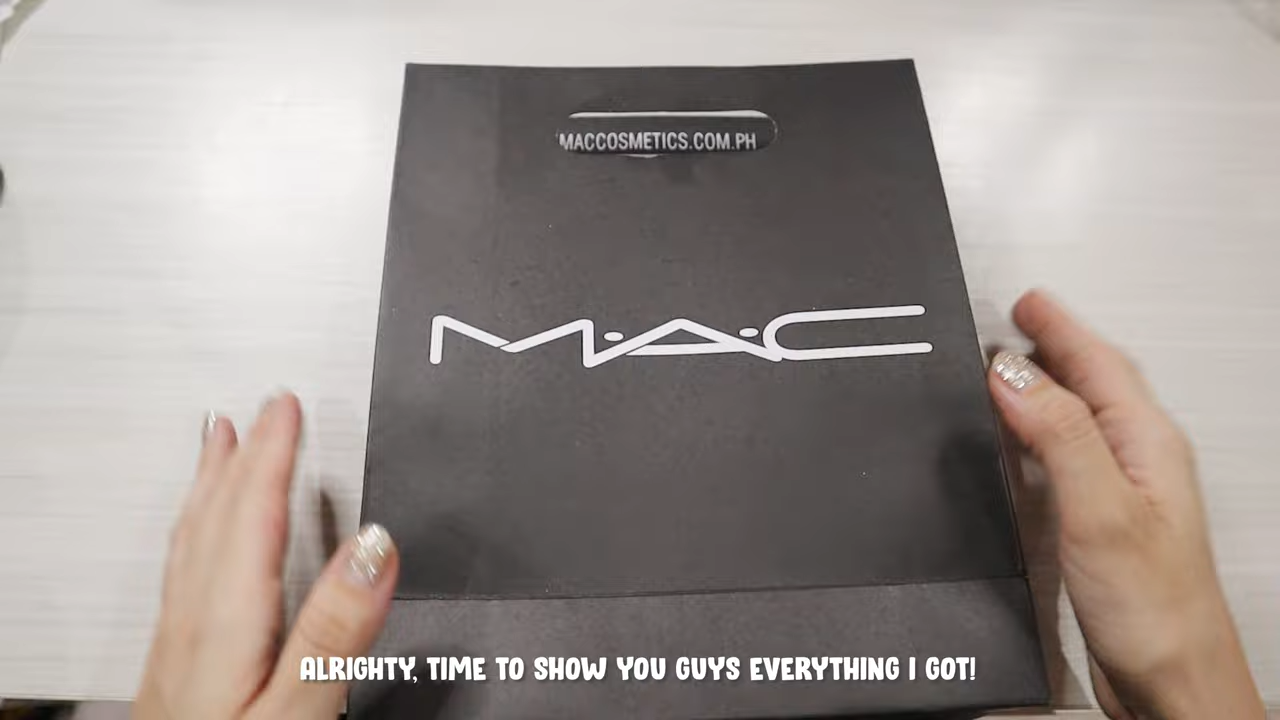 MACCOSMETICS.COM.PH
M·A·C
ALRIGHTY, TIME TO SHOW YOU GUYS EVERYTHING I GOT!